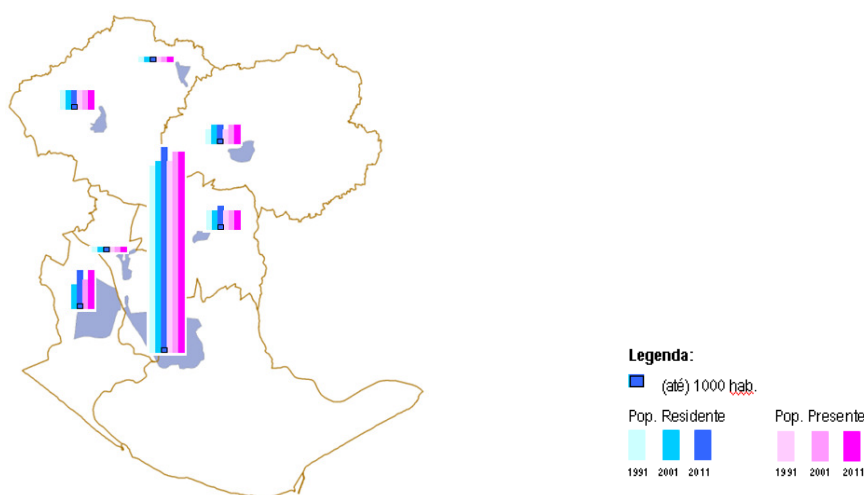 Legenda:
(até) 1000 hab.
Pop. Residente Pop. Presente
1991 2001 2011 1991 2001 2011